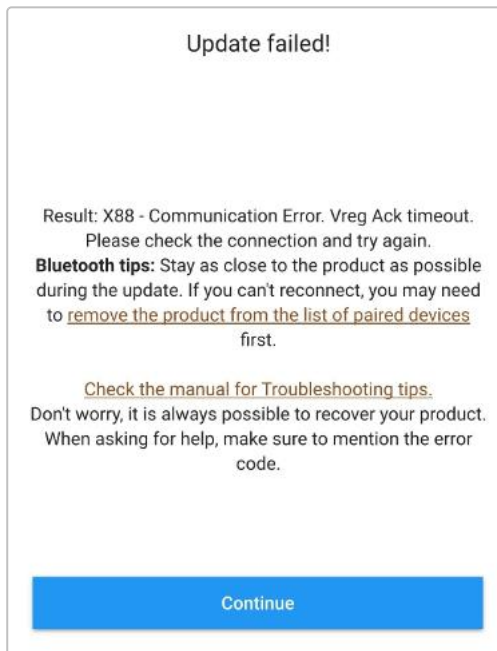 Update failed!
Result: X88 - Communication Error. Vreg Ack timeout.
Please check the connection and try again.
Bluetooth tips: Stay as close to the product as possible
during the update. If you can't reconnect, you may need
to remove the product from the list of paired devices
first.
Check the manual for Troubleshooting tips.
Don't worry, it is always possible to recover your product.
When asking for help, make sure to mention the error
code.
Continue